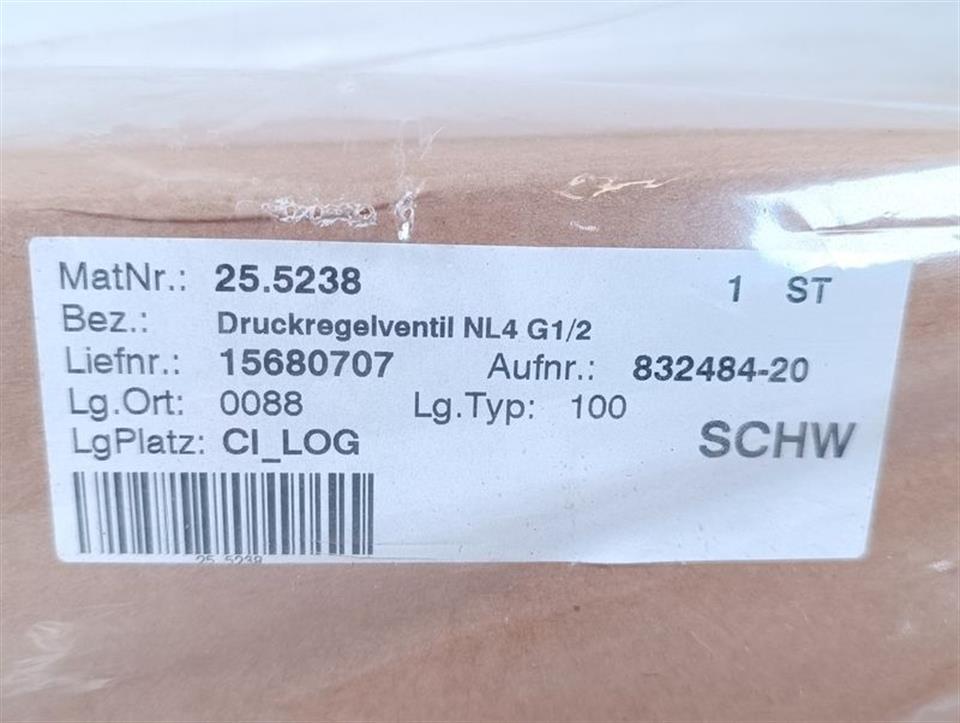 MatNr.: 25.5238 1 ST
Bez.: Druckregelventil NL4 G1/2
Liefnr.: 15680707 Aufnr.: 832484-20
Lg.Ort: 0088 Lg.Typ: 100
LgPlatz: CI_LOG SCHW
25.5238